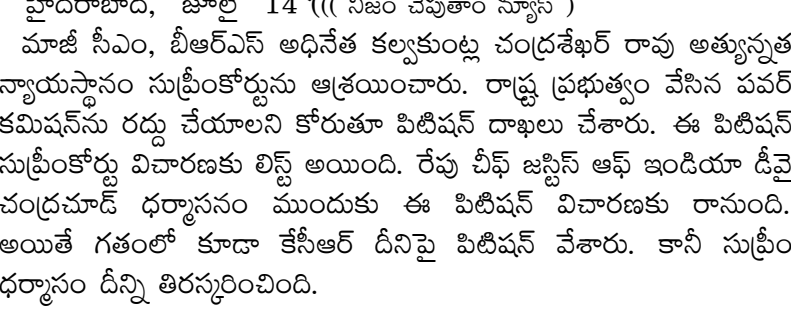 హైదరాబాద్, జూలై 14 ((( నిజం చెపుతాం న్యూస్ )
మాజీ సీఎం, బీఆర్ఎస్ అధినేత కల్వకుంట్ల చంద్రశేఖర్ రావు అత్యున్నత
న్యాయస్థానం సుప్రీంకోర్టును ఆశ్రయించారు. రాష్ట్ర ప్రభుత్వం వేసిన పవర్
కమిషన్‌ను రద్దు చేయాలని కోరుతూ పిటిషన్ దాఖలు చేశారు. ఈ పిటిషన్
సుప్రీంకోర్టు విచారణకు లిస్ట్ అయింది. రేపు చీఫ్ జస్టిస్ ఆఫ్ ఇండియా డీవై
చంద్రచూడ్ ధర్మాసనం ముందుకు ఈ పిటిషన్ విచారణకు రానుంది.
అయితే గతంలో కూడా కేసీఆర్ దీనిపై పిటిషన్ వేశారు. కానీ సుప్రీం
ధర్మాసం దీన్ని తిరస్కరించింది.